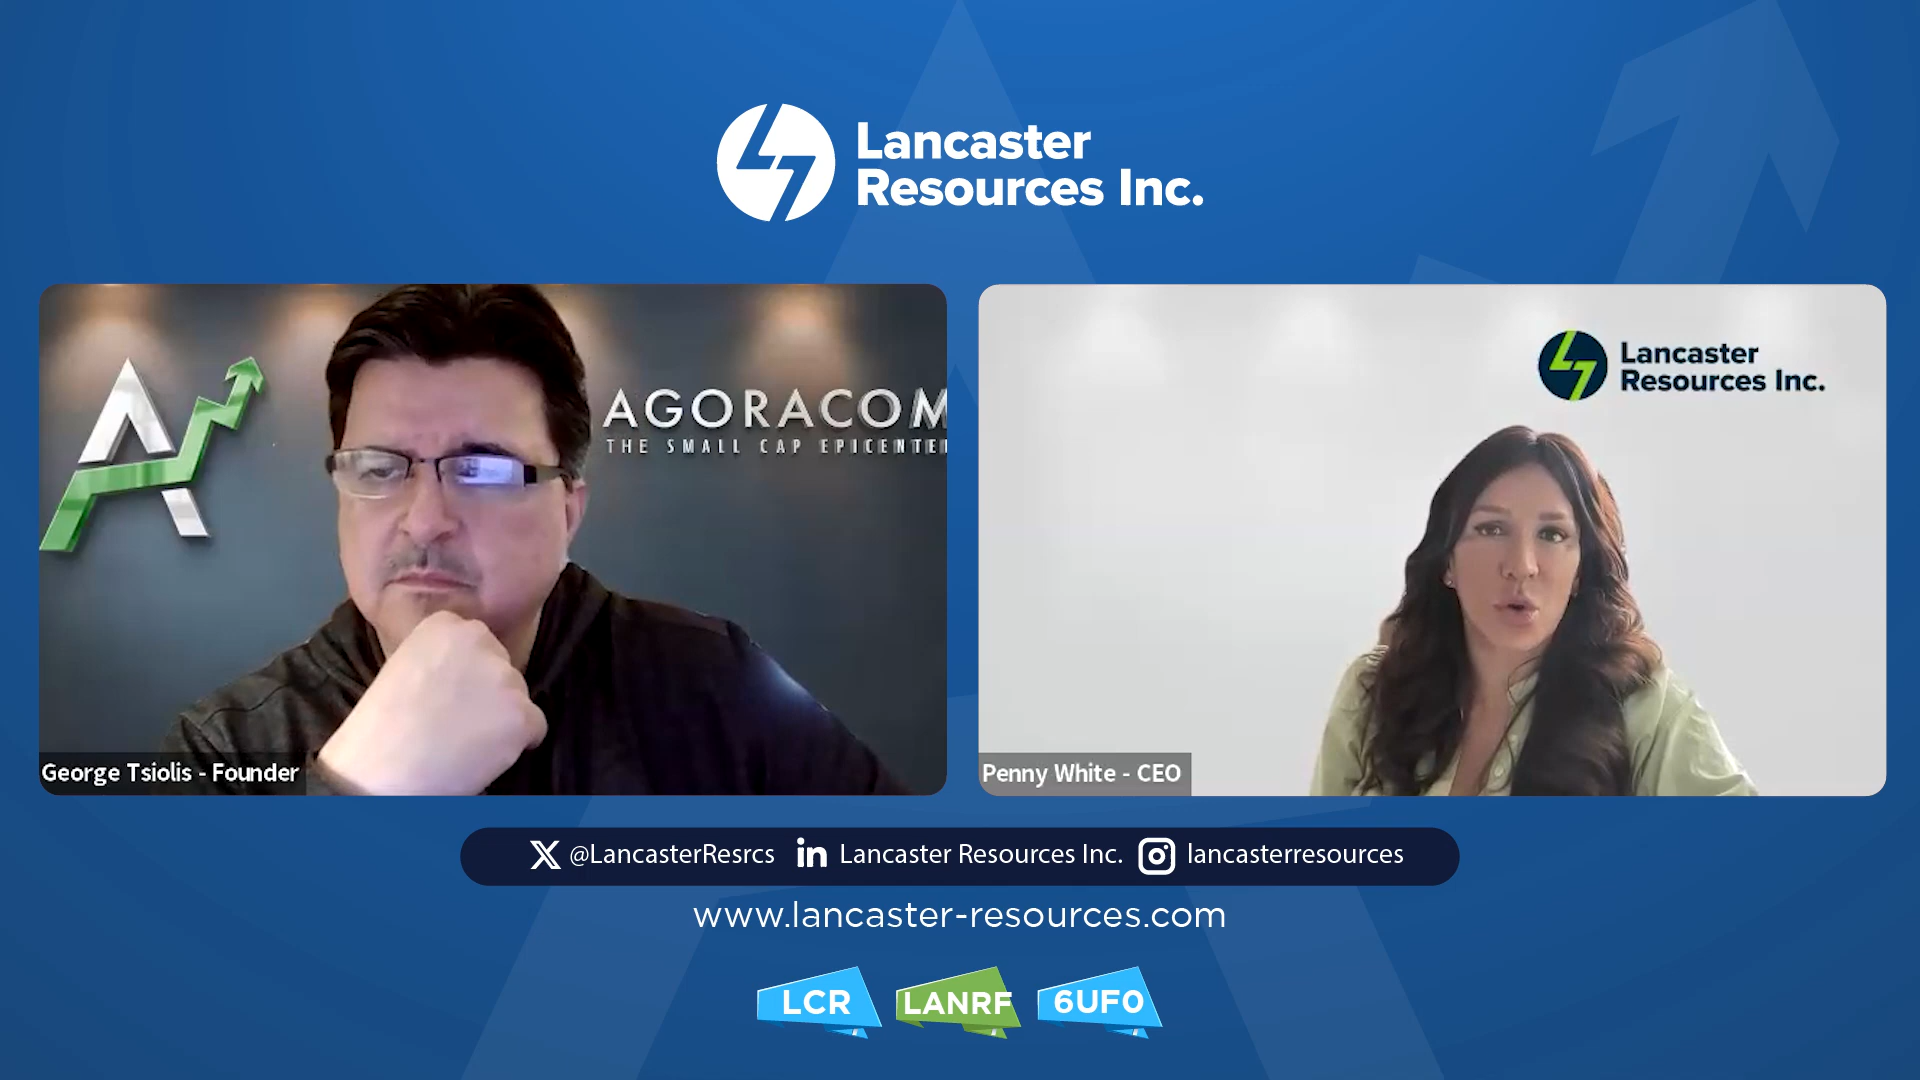 Lancaster
Resources Inc.
AGORACOM
THE SMALL CAP EPICENTER
Lancaster
Resources Inc.
George Tsiolis - Founder
Penny White - CEO
@LancasterResrcs in Lancaster Resources Inc. lancasterresources
www.lancaster-resources.com
LCR LANRF 6UF0